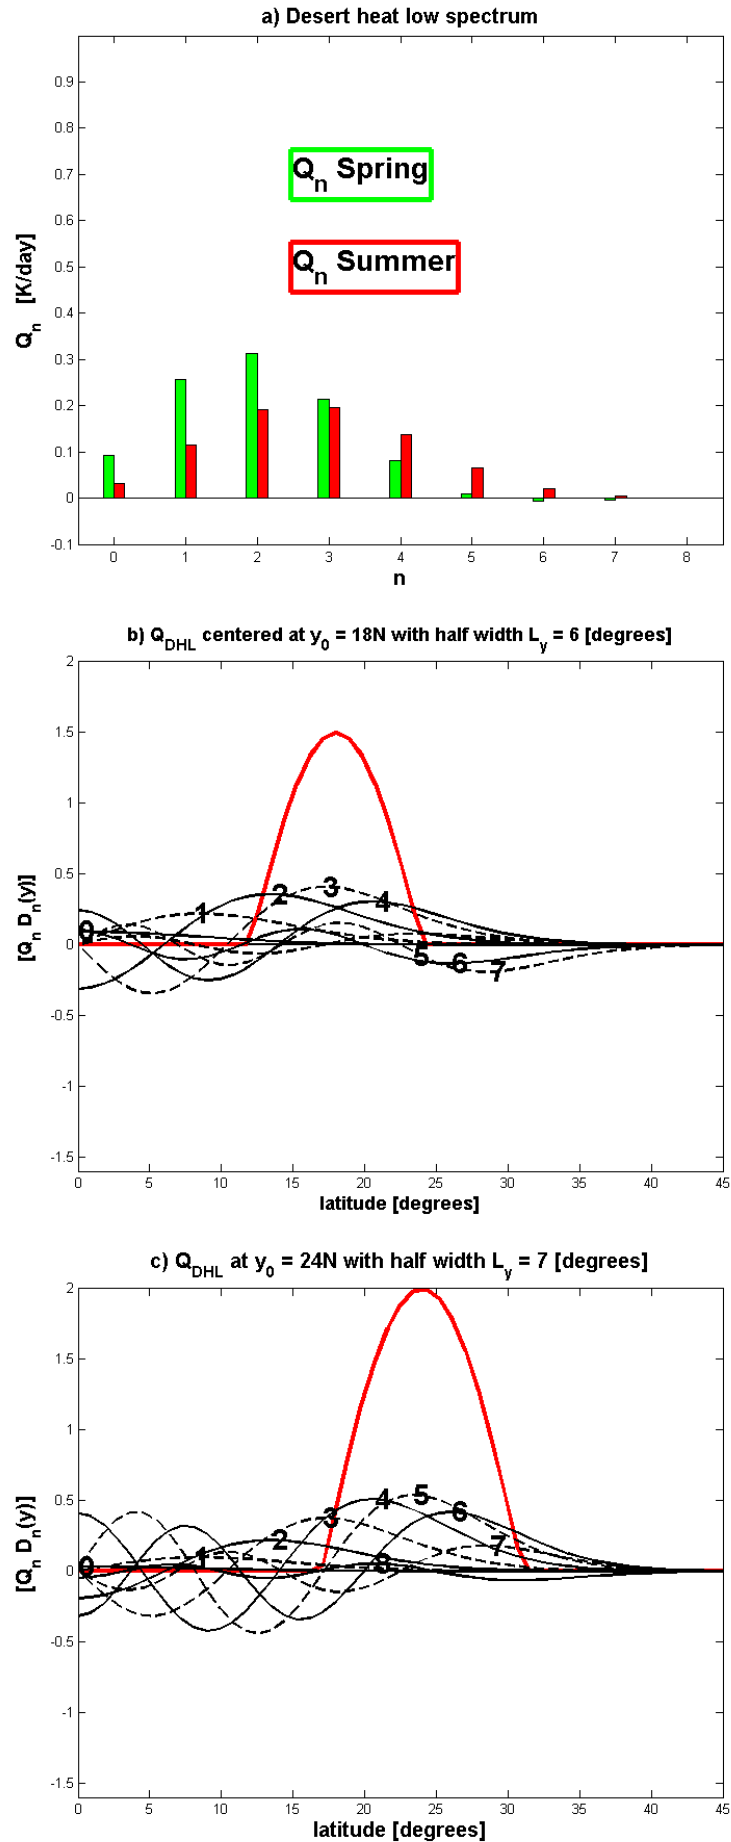 a) Desert heat low spectrum
0.9
0.8
0.7
0.6
0.5
0.4
0.3
0.2
0.1
0
-0.1
Q_n [K/day]
Q_n Spring
Q_n Summer
0 1 2 3 4 5 6 7 8
n
b) Q_DHL centered at y_0 = 18N with half width L_y = 6 [degrees]
2
1.5
1
0.5
0
-0.5
-1
-1.5
[Q_n D_n(y)]
0 1 2 3 4 5 6 7
0 5 10 15 20 25 30 35 40 45
latitude [degrees]
c) Q_DHL at y_0 = 24N with half width L_y = 7 [degrees]
2
1.5
1
0.5
0
-0.5
-1
-1.5
[Q_n D_n(y)]
0 1 2 3 4 5 6 7 8
0 5 10 15 20 25 30 35 40 45
latitude [degrees]